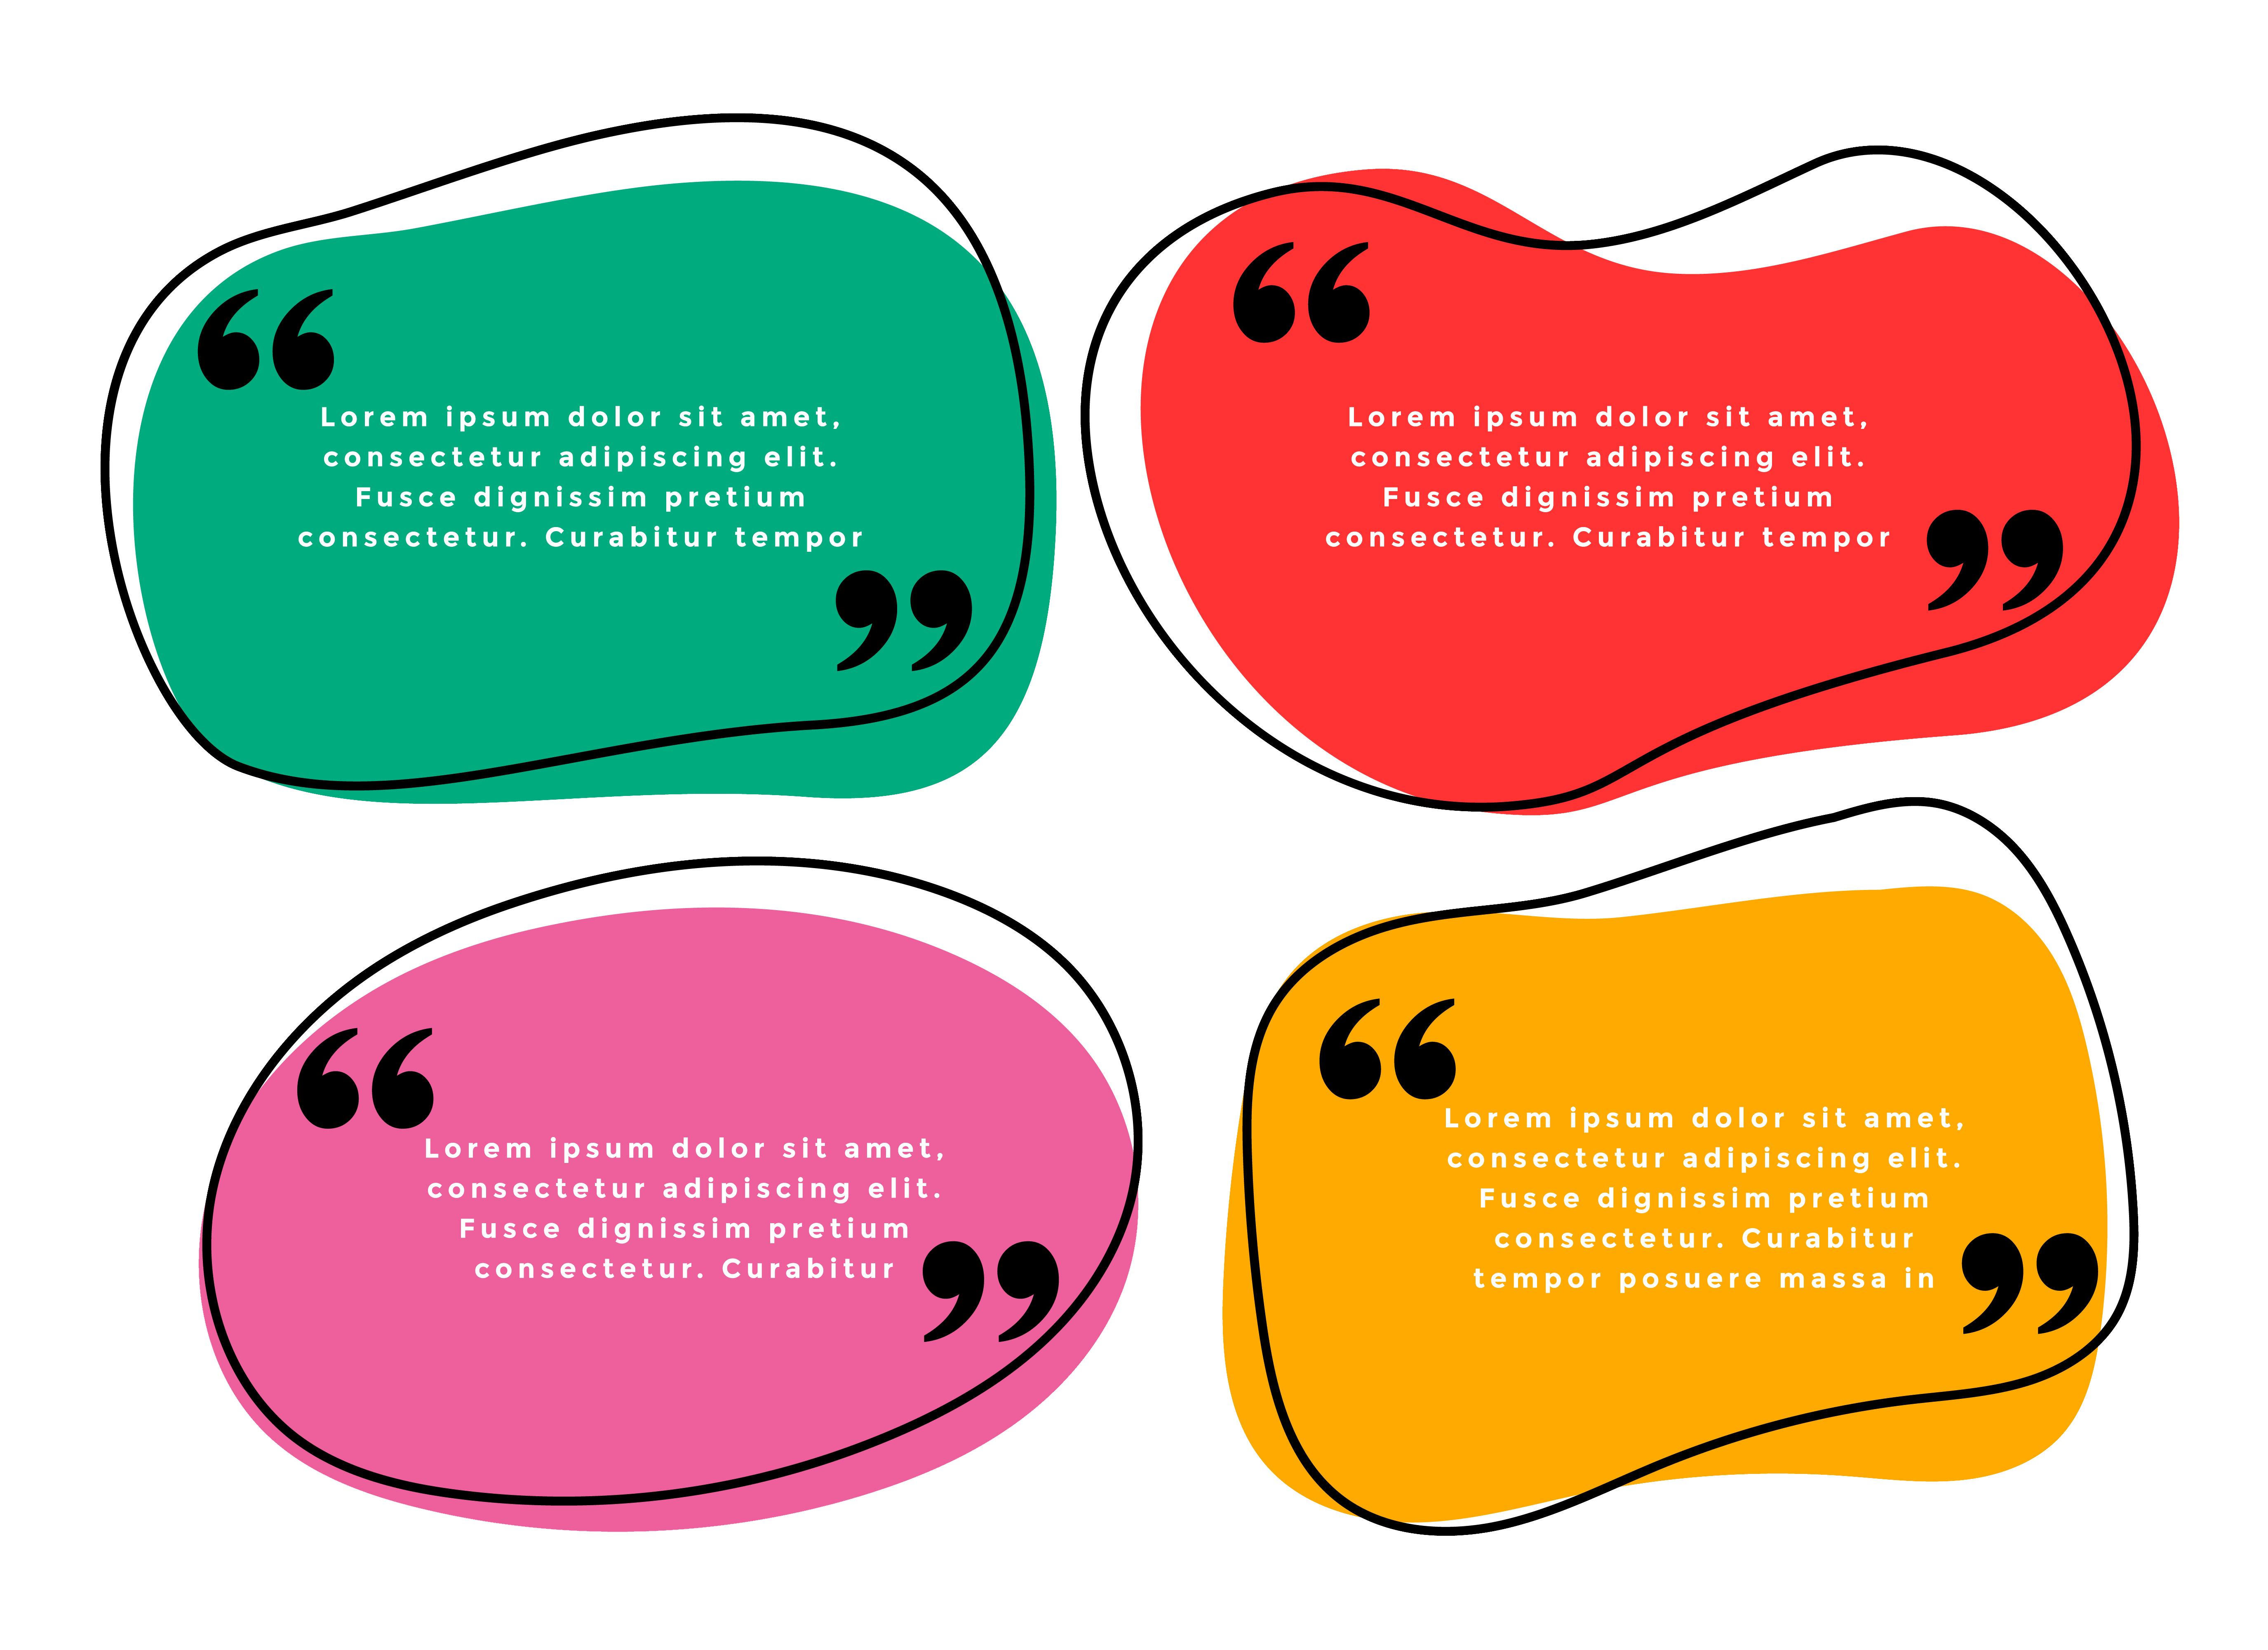 “
Lorem ipsum dolor sit amet,
consectetur adipiscing elit.
Fusce dignissim pretium
consectetur. Curabitur tempor
”
“
Lorem ipsum dolor sit amet,
consectetur adipiscing elit.
Fusce dignissim pretium
consectetur. Curabitur tempor
”
“
Lorem ipsum dolor sit amet,
consectetur adipiscing elit.
Fusce dignissim pretium
consectetur. Curabitur
”
“
Lorem ipsum dolor sit amet,
consectetur adipiscing elit.
Fusce dignissim pretium
consectetur. Curabitur
tempor posuere massa in
”